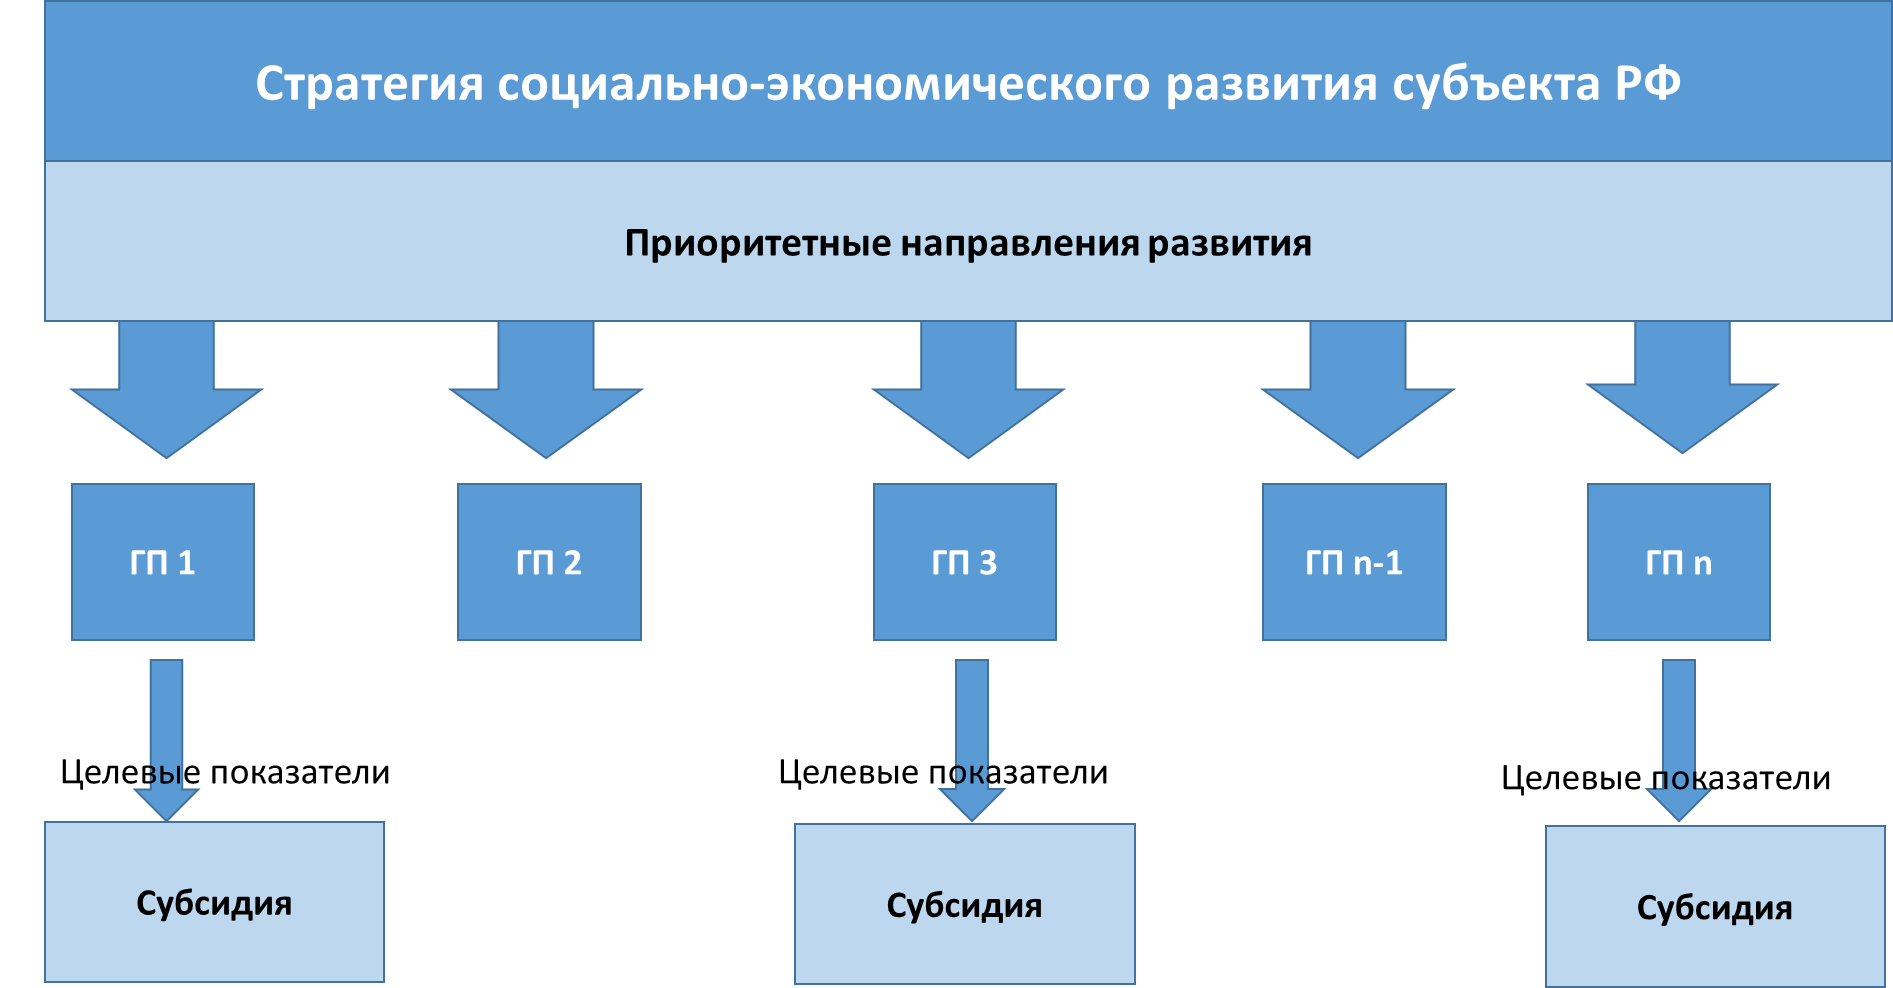 Стратегия социально-экономического развития субъекта РФ
Приоритетные направления развития
ГП 1
ГП 2
ГП 3
ГП n-1
ГП n
Целевые показатели
Целевые показатели
Целевые показатели
Субсидия
Субсидия
Субсидия